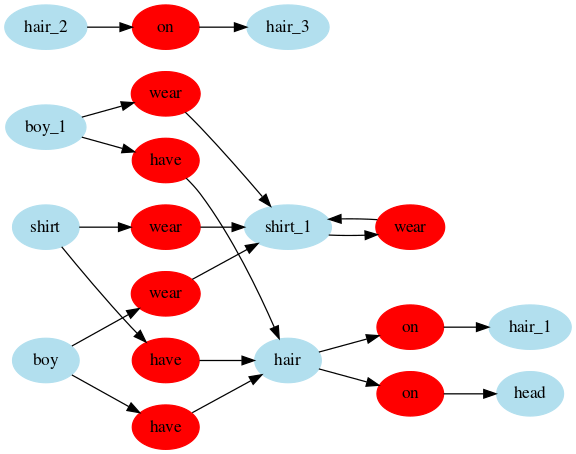 hair_2 on hair_3
wear
boy_1
have
shirt wear shirt_1 wear
wear
on hair_1
boy have hair
on head
have